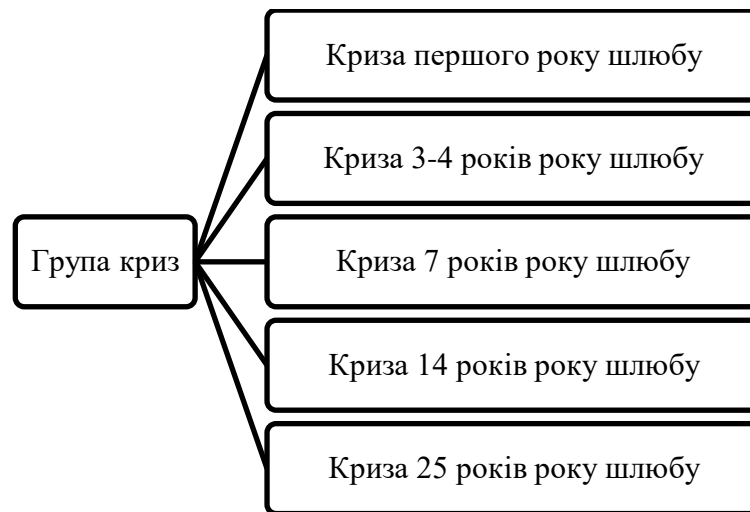 Криза першого року шлюбу
Криза 3-4 років року шлюбу
Група криз
Криза 7 років року шлюбу
Криза 14 років року шлюбу
Криза 25 років року шлюбу